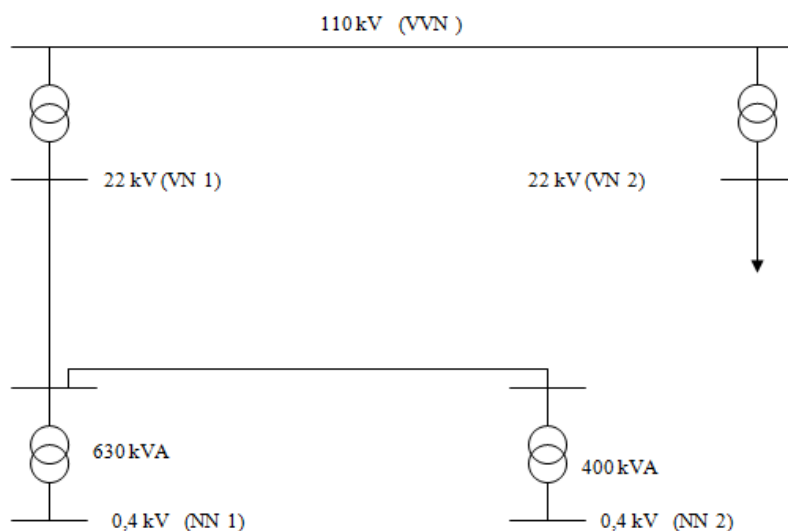 110 kV (VVN )
22 kV (VN 1)
22 kV (VN 2)
630 kVA
400 kVA
0,4 kV (NN 1)
0,4 kV (NN 2)